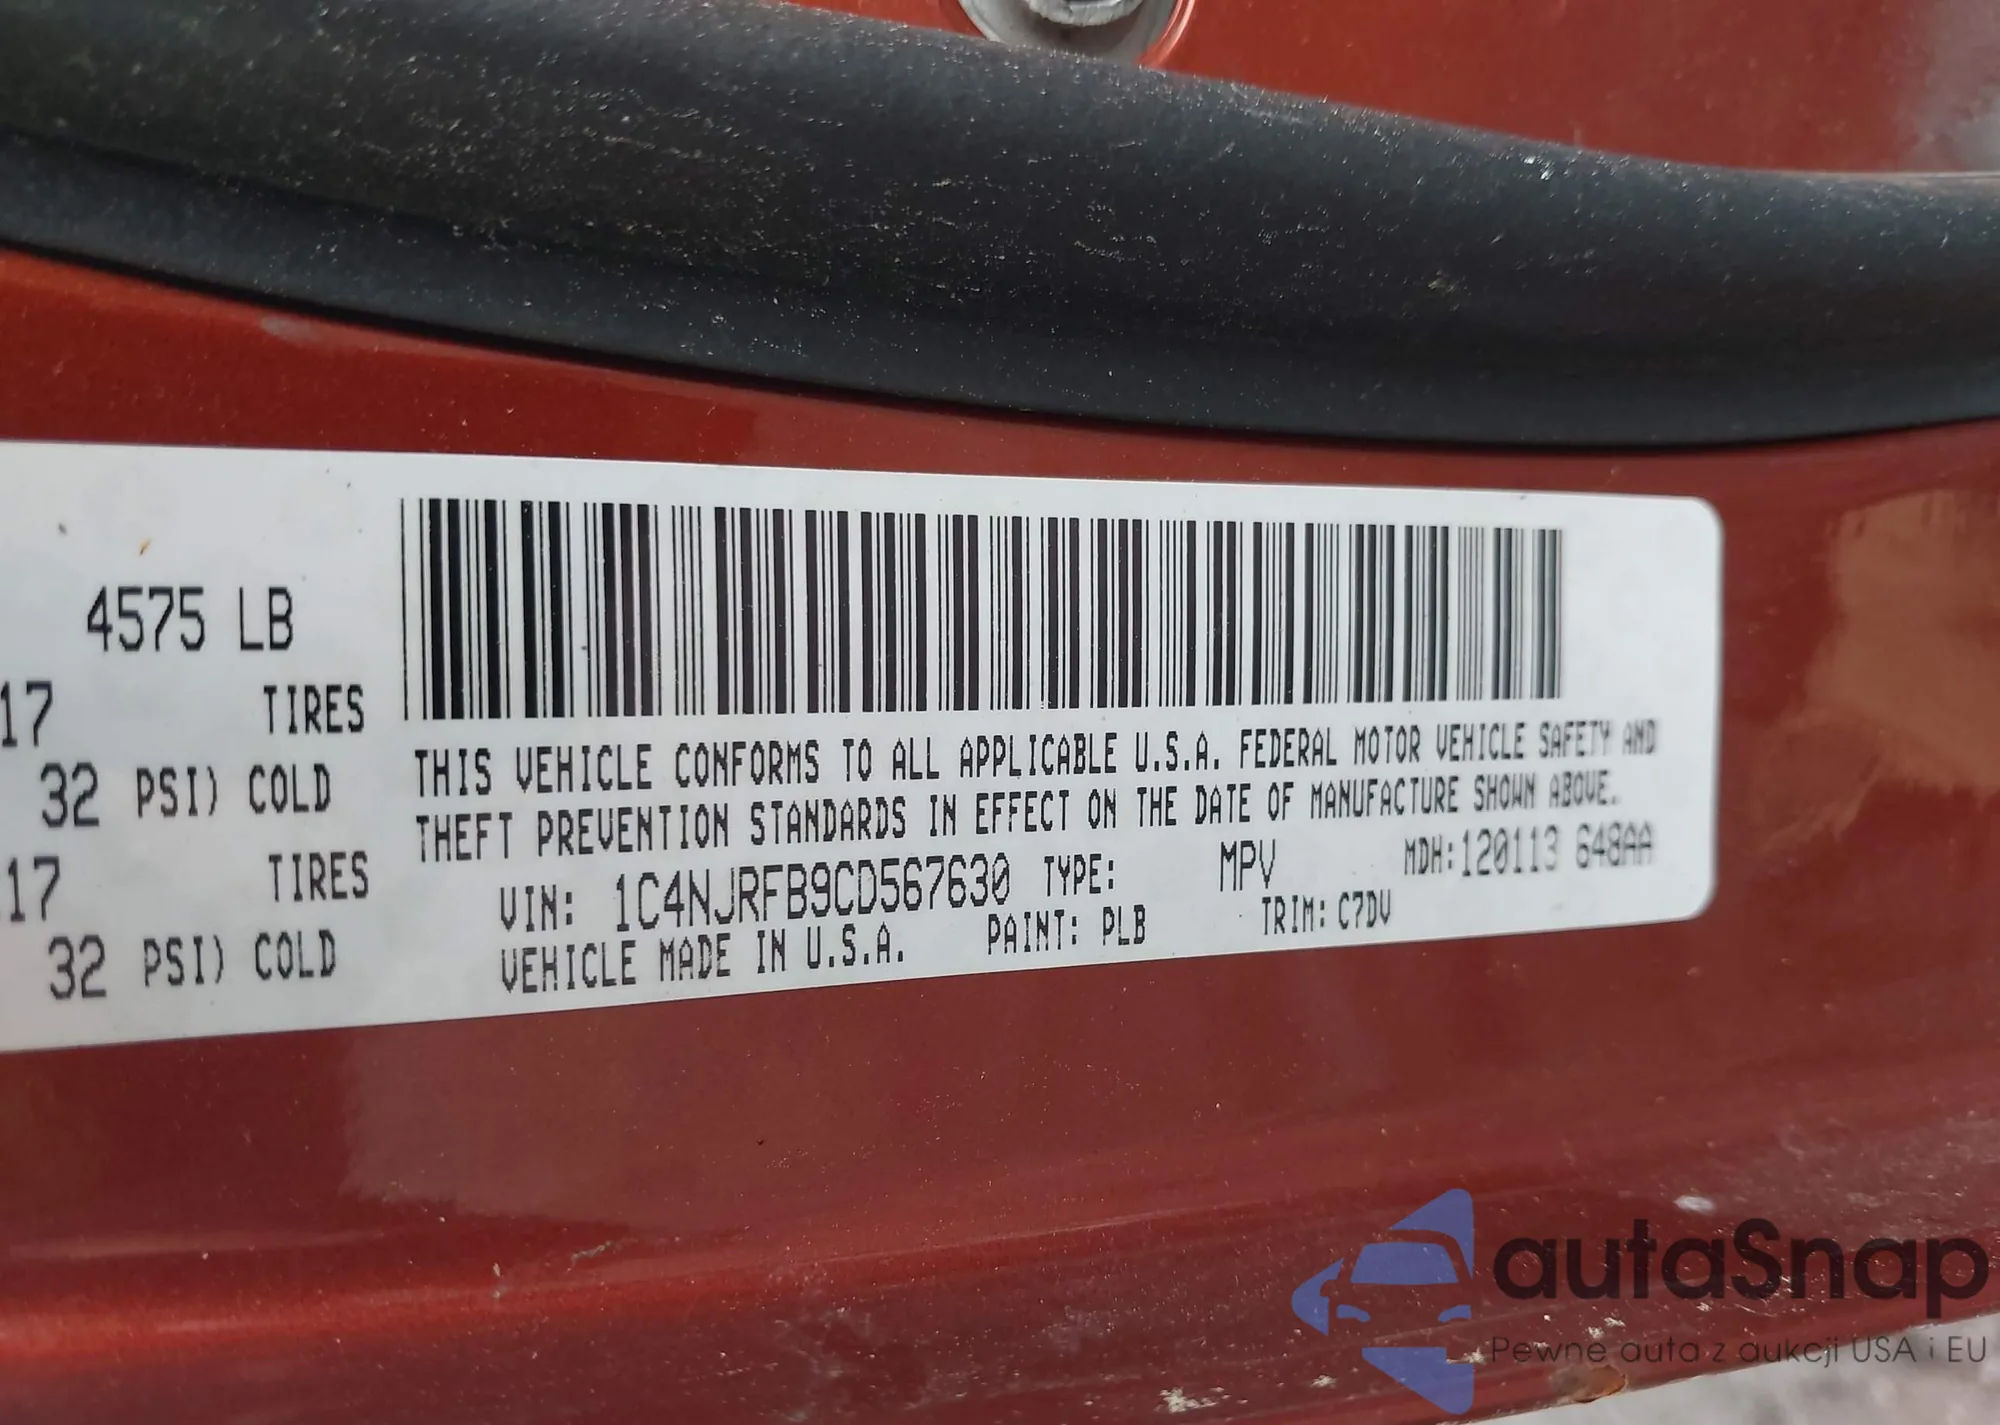 4575 LB
17 TIRES
32 PSI) COLD
17 TIRES
32 PSI) COLD
THIS VEHICLE CONFORMS TO ALL APPLICABLE U.S.A. FEDERAL MOTOR VEHICLE SAFETY AND
THEFT PREVENTION STANDARDS IN EFFECT ON THE DATE OF MANUFACTURE SHOWN ABOVE.
VIN: 1C4NJRFB9CD567630 TYPE: MPV MDH:120113 648AA
VEHICLE MADE IN U.S.A. PAINT: PLB TRIM: C7DV
autaSnap
Pewne auta z aukcji USA i EU